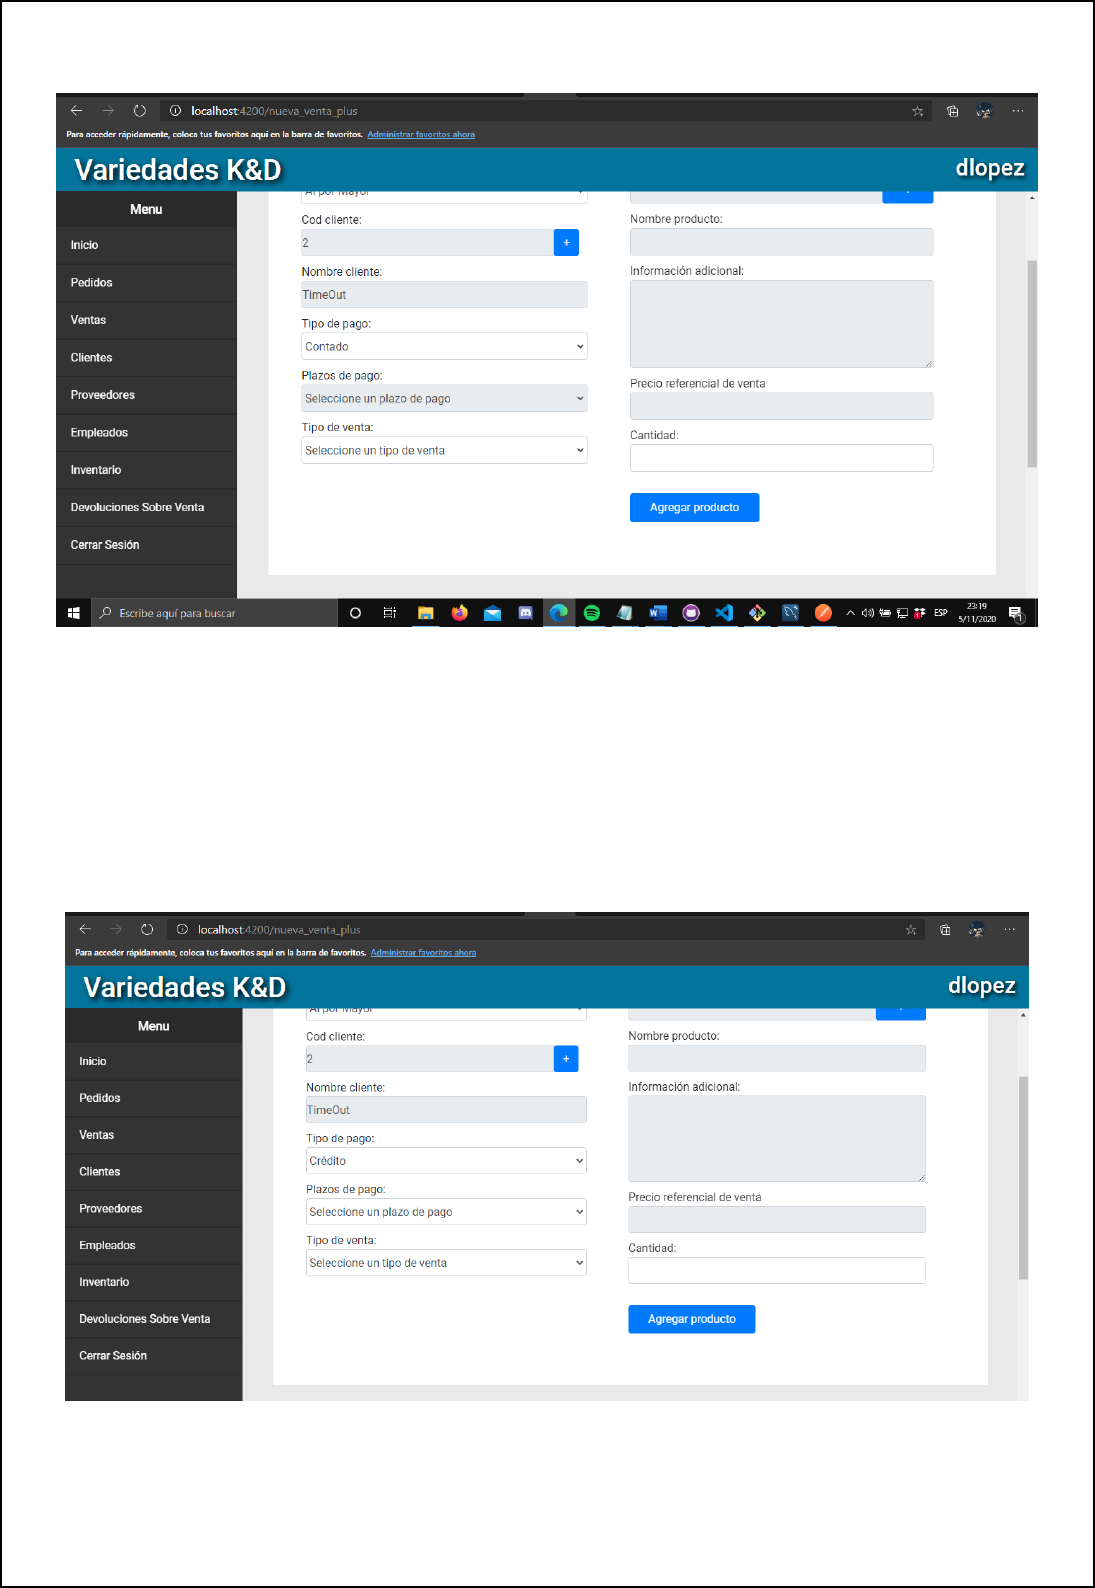 localhost:4200/nueva_venta_plus
Para acceder rápidamente, coloca tus favoritos aquí en la barra de favoritos. Administrar favoritos ahora
Variedades K&D
dlopez
Menu
Inicio
Pedidos
Ventas
Clientes
Proveedores
Empleados
Inventario
Devoluciones Sobre Venta
Cerrar Sesión
Al por Mayor
Cod cliente:
2
+
Nombre cliente:
TimeOut
Tipo de pago:
Contado
Plazos de pago:
Seleccione un plazo de pago
Tipo de venta:
Seleccione un tipo de venta
Nombre producto:
Información adicional:
Precio referencial de venta
Cantidad:
Agregar producto
Escribe aquí para buscar
ESP
23:19
5/11/2020
1
localhost:4200/nueva_venta_plus
Para acceder rápidamente, coloca tus favoritos aquí en la barra de favoritos. Administrar favoritos ahora
Variedades K&D
dlopez
Menu
Inicio
Pedidos
Ventas
Clientes
Proveedores
Empleados
Inventario
Devoluciones Sobre Venta
Cerrar Sesión
Al por Mayor
Cod cliente:
2
+
Nombre cliente:
TimeOut
Tipo de pago:
Crédito
Plazos de pago:
Seleccione un plazo de pago
Tipo de venta:
Seleccione un tipo de venta
Nombre producto:
Información adicional:
Precio referencial de venta
Cantidad:
Agregar producto